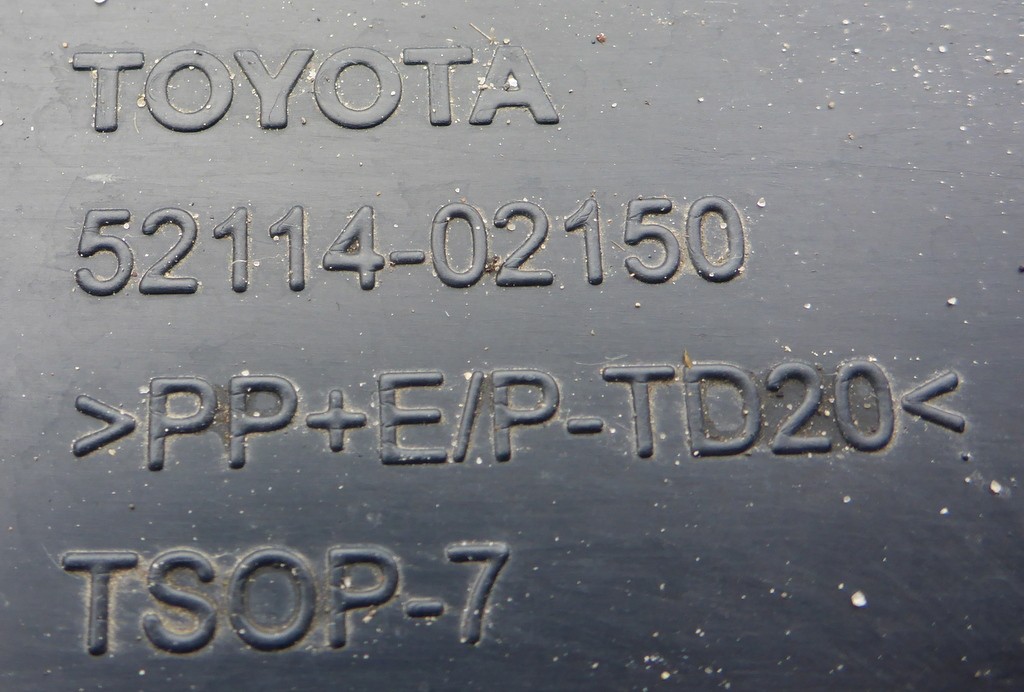 TOYOTA
52114-02150
>PP+E/P-TD20<
TSOP-7